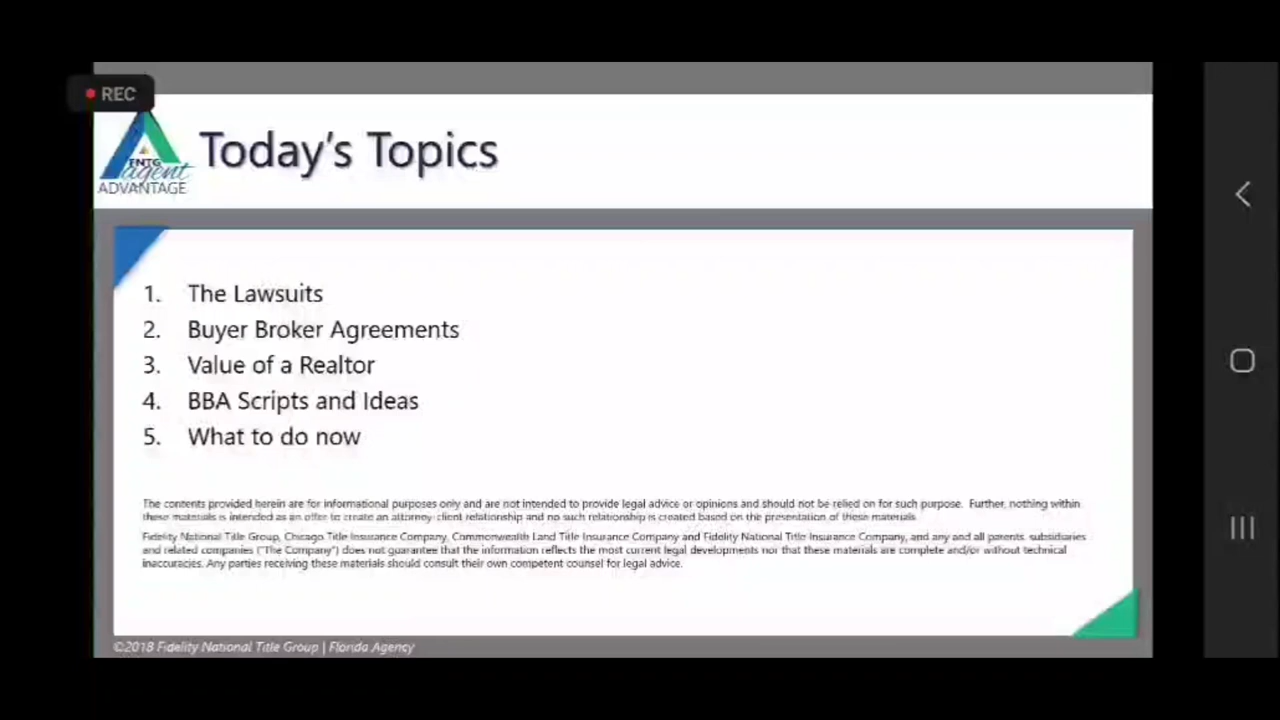 REC
FNTG
agent
ADVANTAGE
Today's Topics
1. The Lawsuits
2. Buyer Broker Agreements
3. Value of a Realtor
4. BBA Scripts and Ideas
5. What to do now
The contents provided herein are for informational purposes only and are not intended to provide legal advice or opinions and should not be relied on for such purpose. Further, nothing within
these materials is intended as an offer to create an attorney-client relationship and no such relationship is created based on the presentation of these materials.
Fidelity National Title Group, Chicago Title Insurance Company, Commonwealth Land Title Insurance Company and Fidelity National Title Insurance Company, and any and all parents, subsidiaries
and related companies ("The Company") does not guarantee that the information reflects the most current legal developments nor that these materials are complete and/or without technical
inaccuracies. Any parties receiving these materials should consult their own competent counsel for legal advice.
©2018 Fidelity National Title Group | Florida Agency